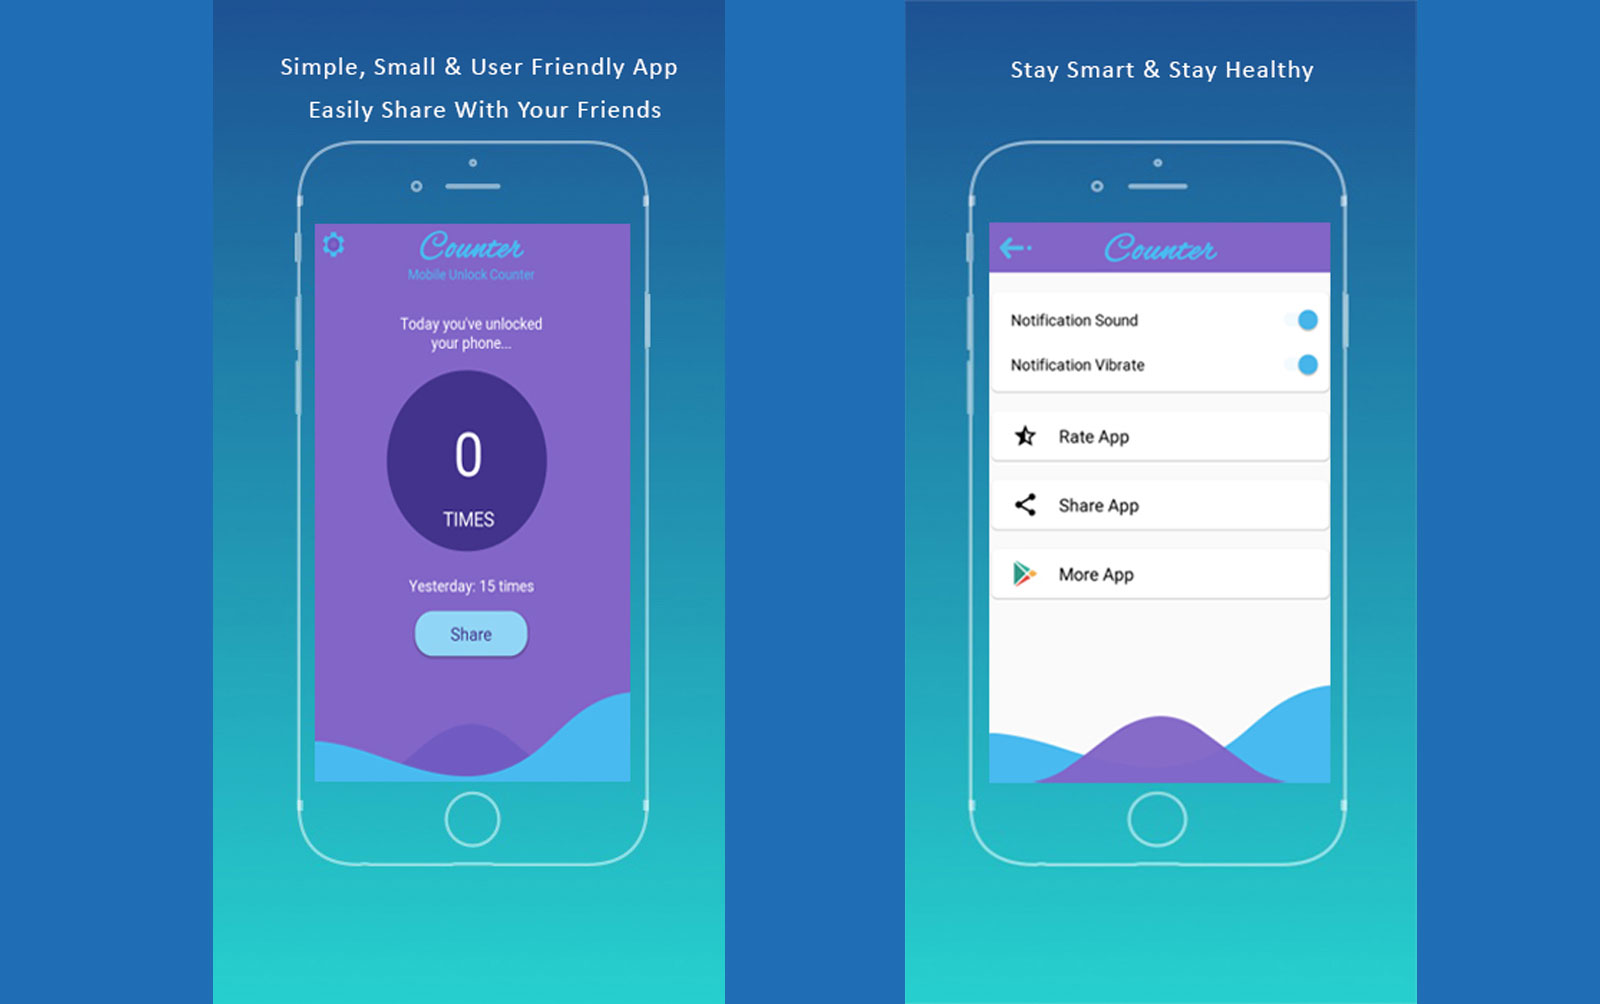 Simple, Small & User Friendly App
Easily Share With Your Friends
Counter
Mobile Unlock Counter
Today you've unlocked
your phone...
0
TIMES
Yesterday: 15 times
Share
Stay Smart & Stay Healthy
Counter
Notification Sound
Notification Vibrate
Rate App
Share App
More App